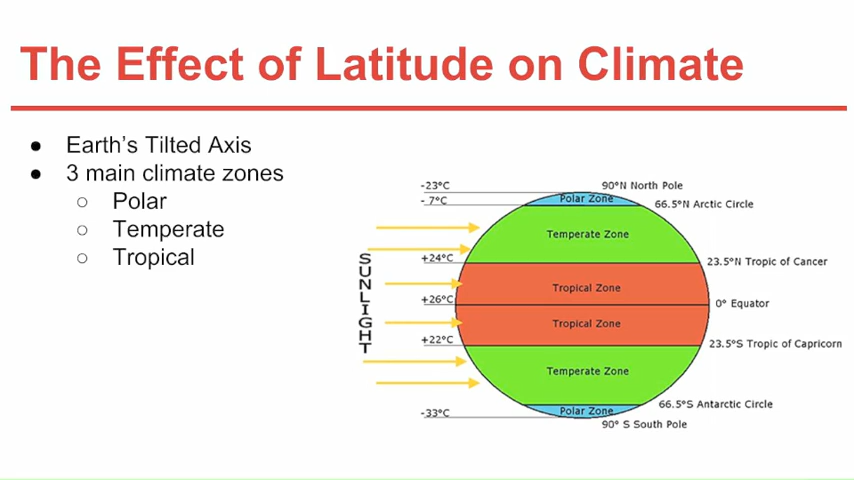 The Effect of Latitude on Climate
● Earth's Tilted Axis
● 3 main climate zones
○ Polar
○ Temperate
○ Tropical
-23°C
90°N North Pole
-7°C
Polar Zone
66.5°N Arctic Circle
Temperate Zone
SUNLIGHT
+24°C
23.5°N Tropic of Cancer
Tropical Zone
+26°C
0° Equator
Tropical Zone
+22°C
23.5°S Tropic of Capricorn
Temperate Zone
66.5°S Antarctic Circle
-33°C
Polar Zone
90° S South Pole